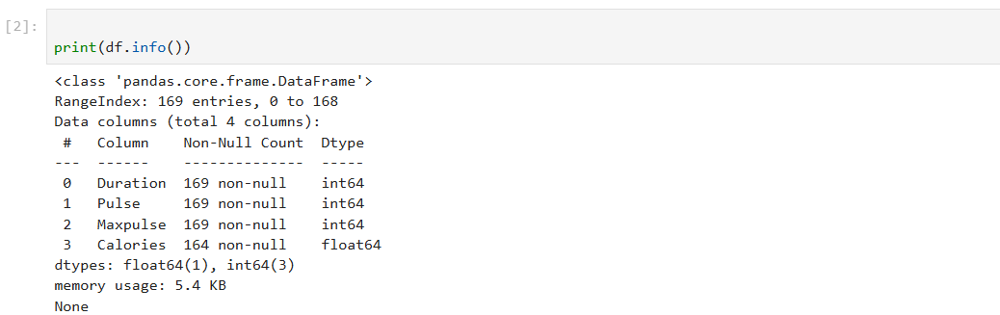 [2]:
print(df.info())
<class 'pandas.core.frame.DataFrame'>
RangeIndex: 169 entries, 0 to 168
Data columns (total 4 columns):
 #   Column    Non-Null Count  Dtype
---  ------    --------------  -----
 0   Duration  169 non-null    int64
 1   Pulse     169 non-null    int64
 2   Maxpulse  169 non-null    int64
 3   Calories  164 non-null    float64
dtypes: float64(1), int64(3)
memory usage: 5.4 KB
None